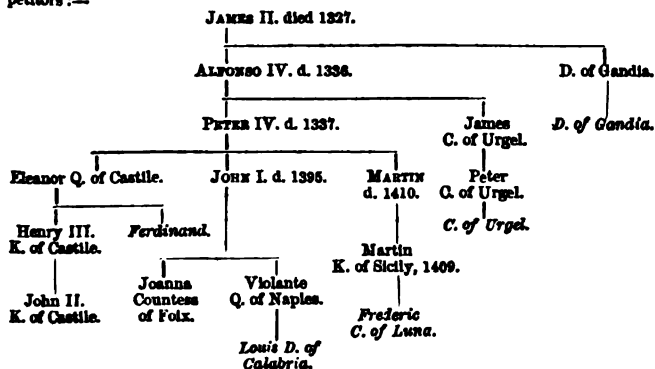 petitors :—
JAMES II. died 1327.
ALFONSO IV. d. 1336. D. of Gandia.
PETER IV. d. 1337. James D. of Gandia.
C. of Urgel.
Eleanor Q. of Castile. JOHN I. d. 1395. MARTIN Peter
d. 1410. C. of Urgel.
Henry III. Ferdinand. C. of Urgel.
K. of Castile. Martin
K. of Sicily, 1409.
John II. Joanna Violante
K. of Castile. Countess Q. of Naples.
of Foix. Frederic
C. of Luna.
Louis D. of
Calabria.